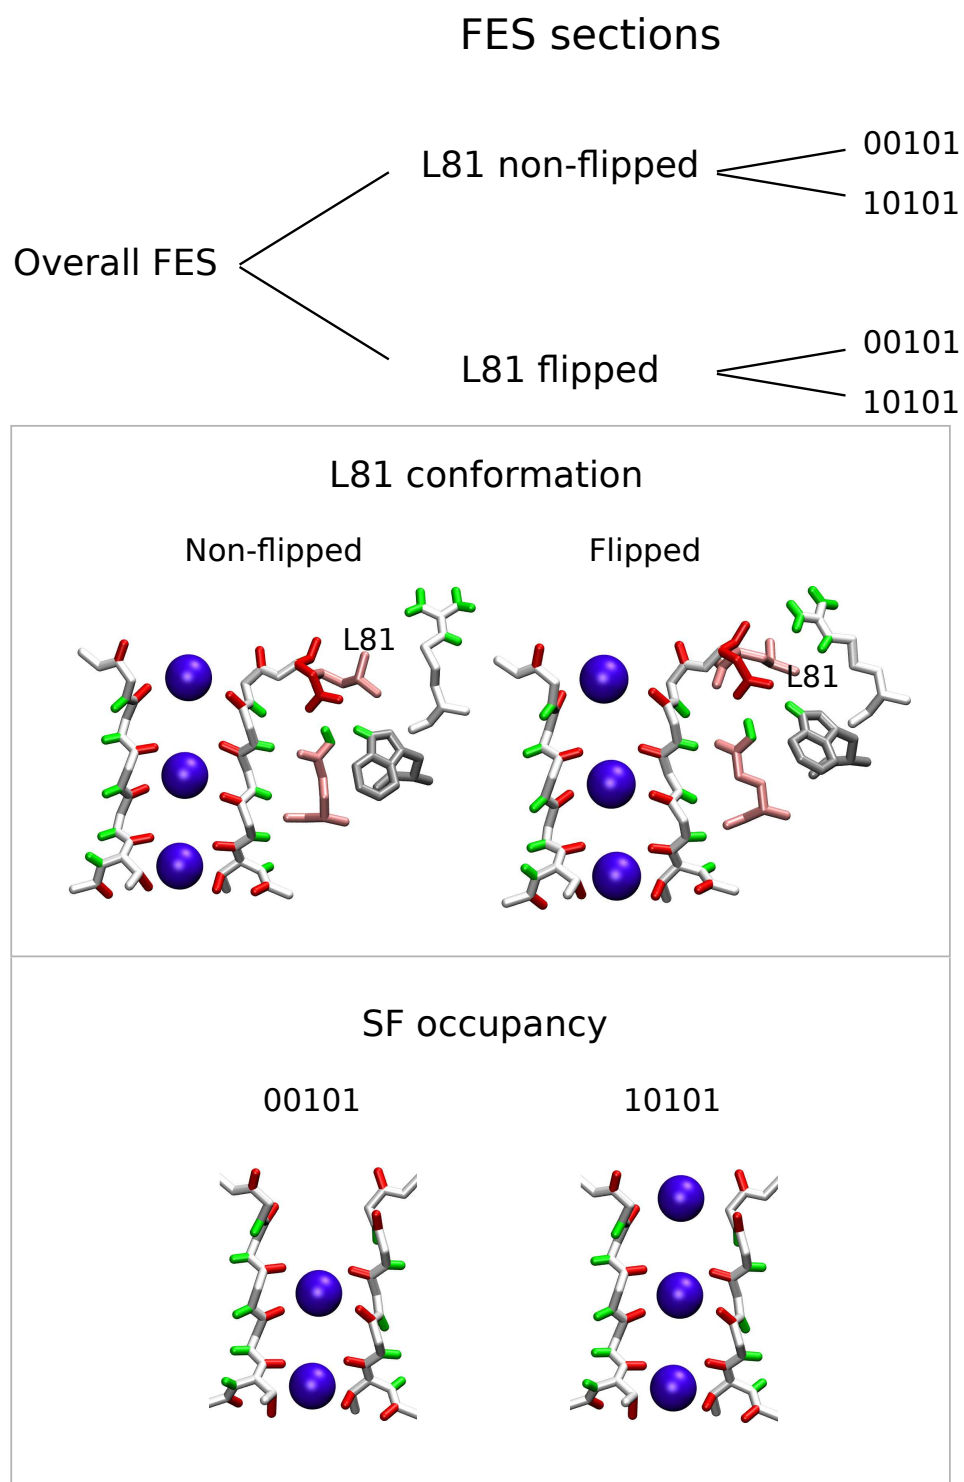 FES sections
00101
L81 non-flipped
10101
Overall FES
00101
L81 flipped
10101
L81 conformation
Non-flipped
Flipped
L81
L81
SF occupancy
00101
10101